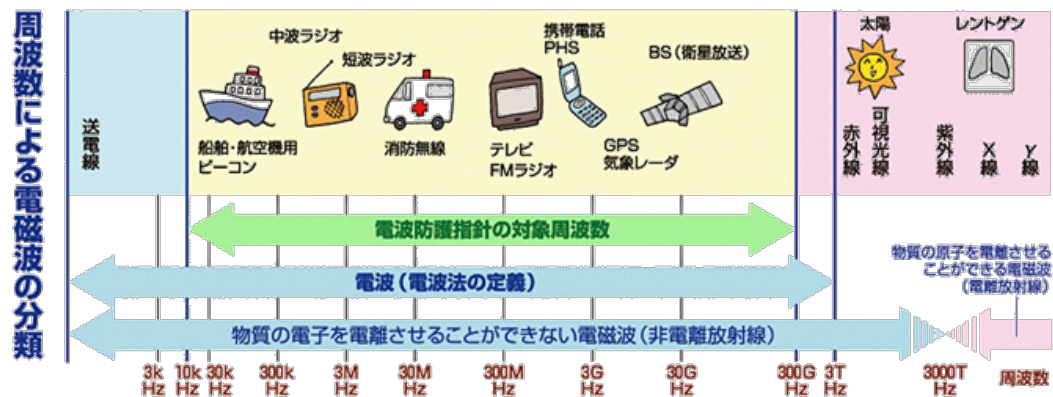 周波数による電磁波の分類
送電線
中波ラジオ
短波ラジオ
船舶・航空機用
ビーコン
消防無線
テレビ
FMラジオ
携帯電話
PHS
GPS
気象レーダ
BS（衛星放送）
太陽
レントゲン
赤外線
可視光線
紫外線
X線
γ線
電波防護指針の対象周波数
電波（電波法の定義）
物質の電子を電離させることができない電磁波（非電離放射線）
物質の原子を電離させる
ことができる電磁波
（電離放射線）
3k Hz
10k Hz
30k Hz
300k Hz
3M Hz
30M Hz
300M Hz
3G Hz
30G Hz
300G Hz
3T Hz
3000T Hz
周波数